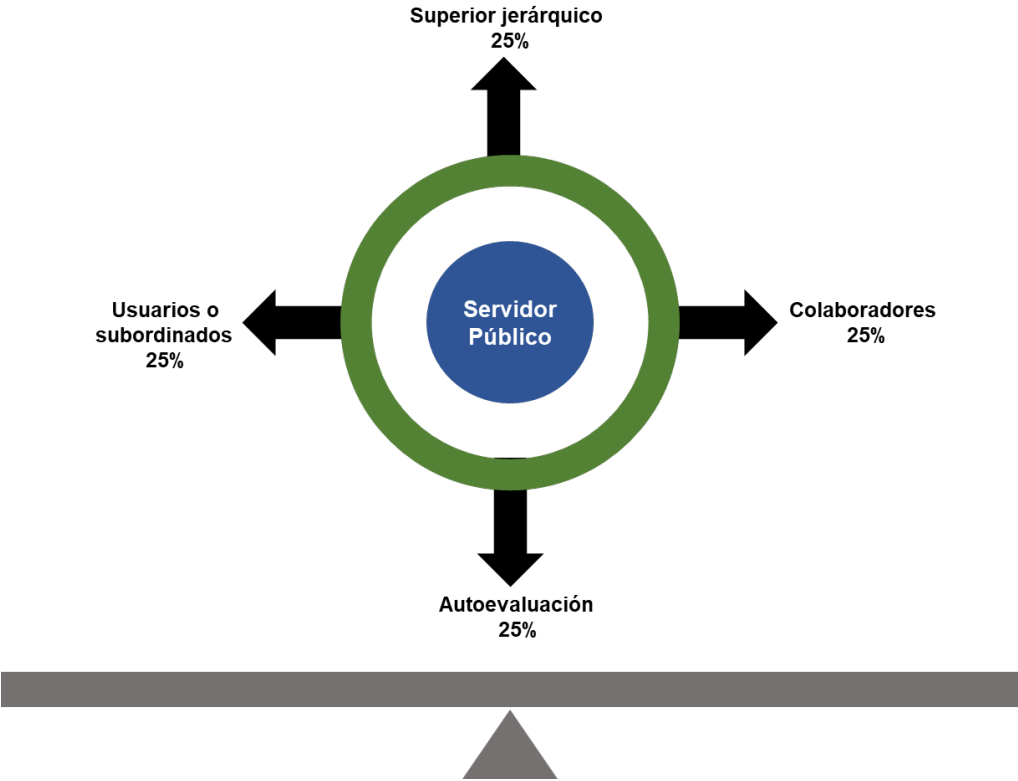 Superior jerárquico
25%
Usuarios o
subordinados
25%
Servidor
Público
Colaboradores
25%
Autoevaluación
25%